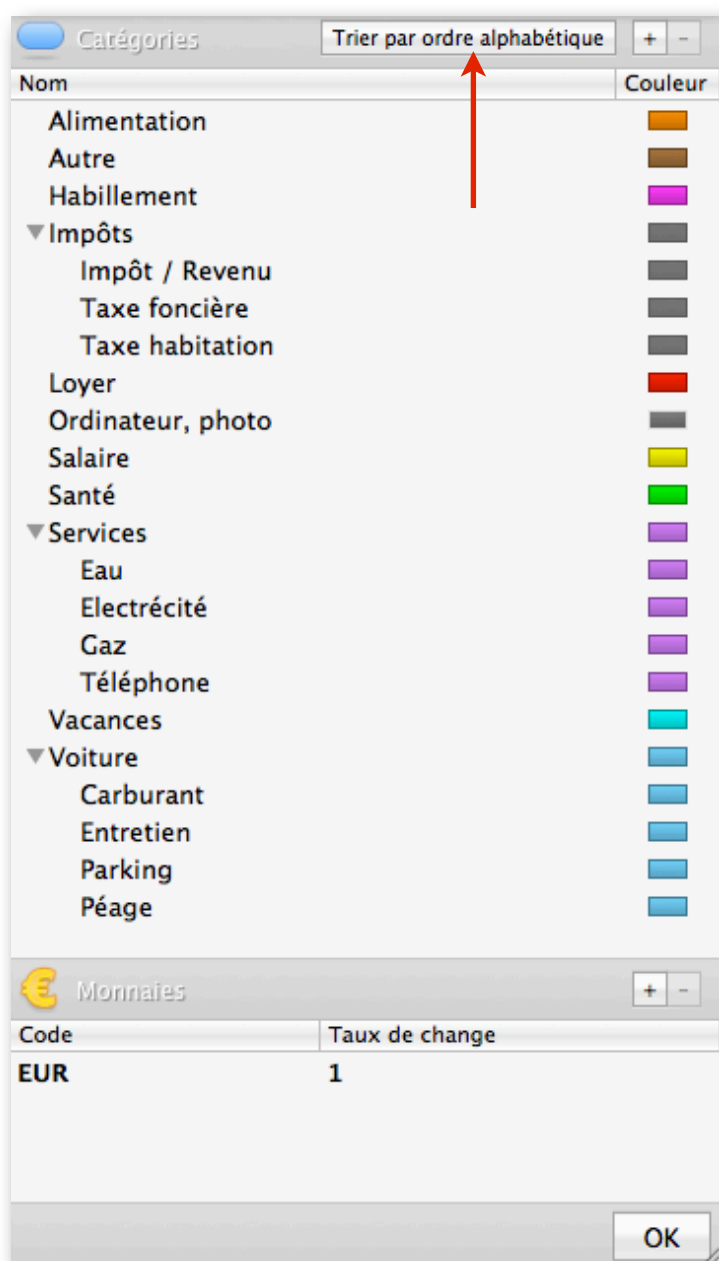 Catégories Trier par ordre alphabétique + -
Nom Couleur
Alimentation
Autre
Habillement
Impôts
Impôt / Revenu
Taxe foncière
Taxe habitation
Loyer
Ordinateur, photo
Salaire
Santé
Services
Eau
Electrécité
Gaz
Téléphone
Vacances
Voiture
Carburant
Entretien
Parking
Péage
€ Monnaies + -
Code Taux de change
EUR 1
OK